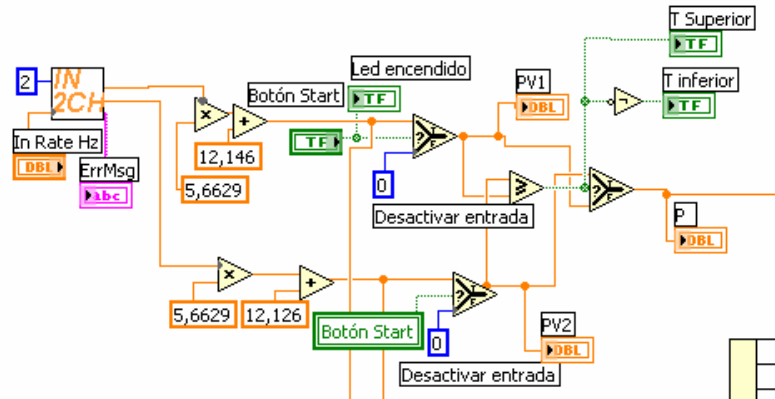 T Superior
TF
2
IN
2CH
Led encendido
TF
PV1
DBL
T inferior
TF
Botón Start
In Rate Hz
DBL
TF
12,146
ErrMsg
abc
5,6629
0
Desactivar entrada
P
DBL
5,6629
12,126
Botón Start
0
PV2
DBL
Desactivar entrada